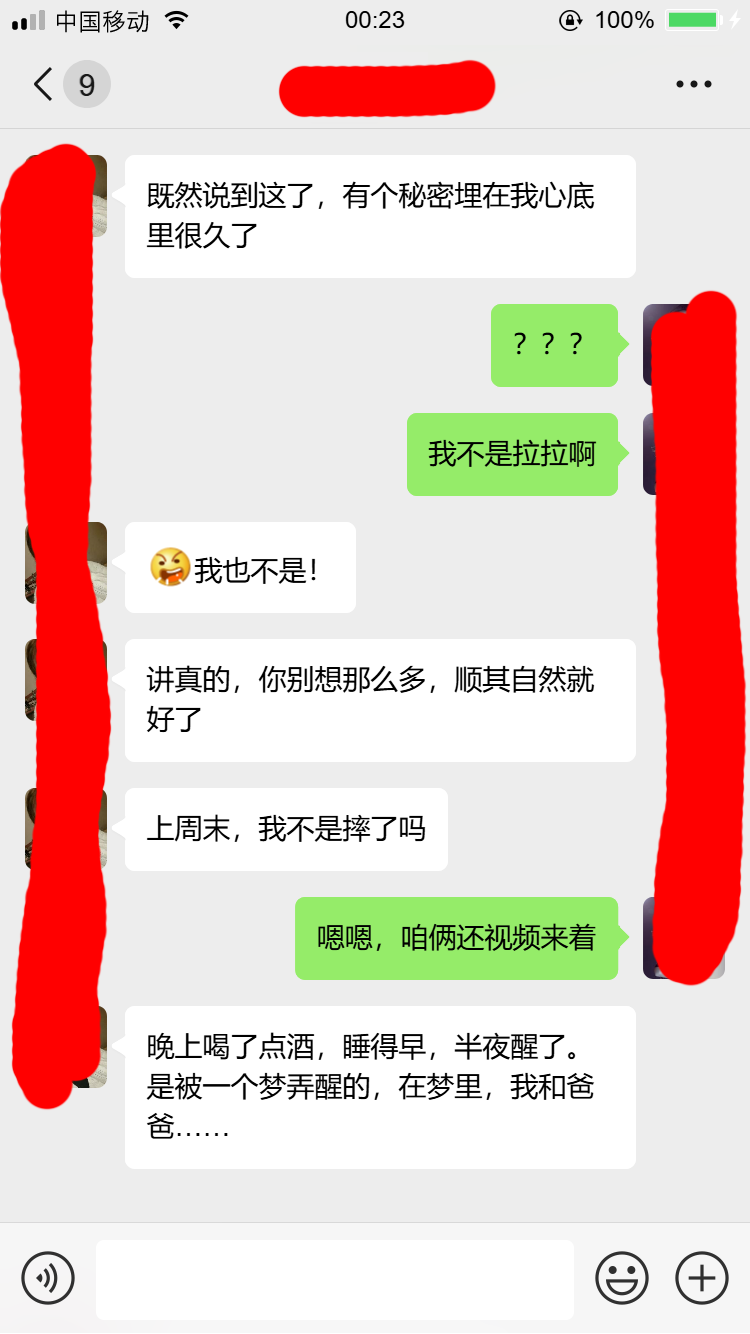 中国移动 00:23 100%
9
既然说到这了，有个秘密埋在我心底
里很久了
？？？
我不是拉拉啊
我也不是！
讲真的，你别想那么多，顺其自然就
好了
上周末，我不是摔了吗
嗯嗯，咱俩还视频来着
晚上喝了点酒，睡得早，半夜醒了。
是被一个梦弄醒的，在梦里，我和爸
爸……